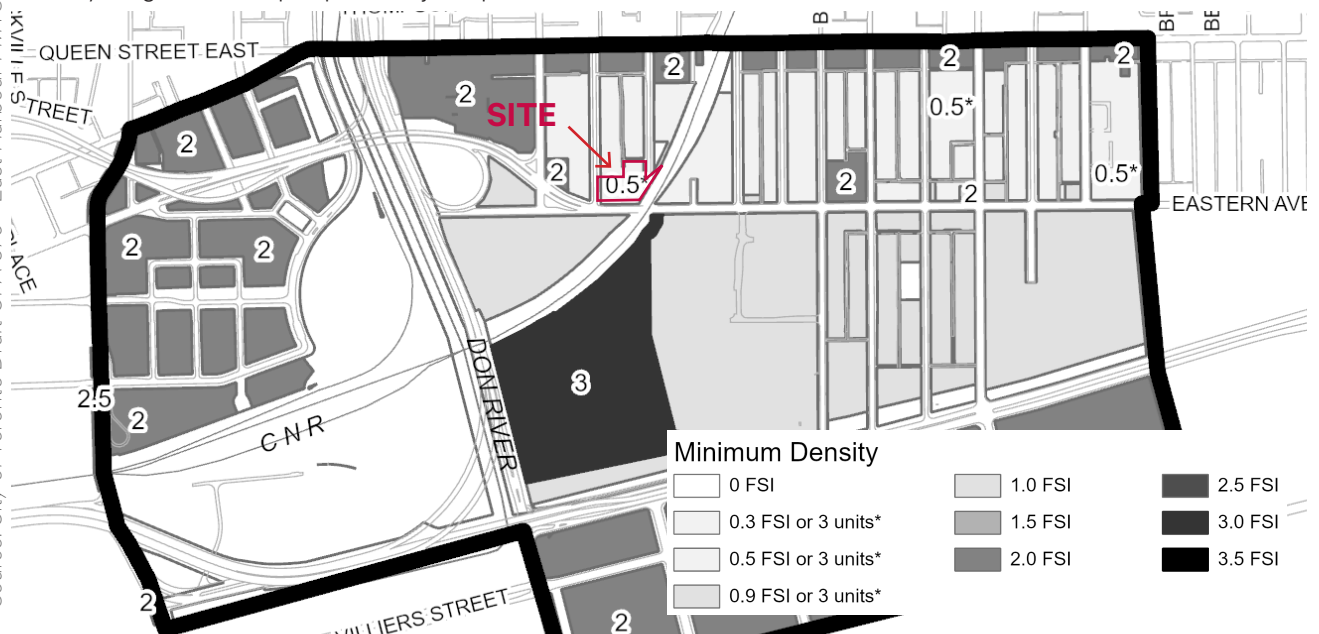 QUEEN STREET EAST
STREET
SITE
2
2
2
2
2
2
0.5*
0.5*
0.5*
2
2
2
2
EASTERN AVE
2.5
2
3
DON RIVER
CNR
2
2
VILLIERS STREET
Minimum Density
0 FSI
0.3 FSI or 3 units*
0.5 FSI or 3 units*
0.9 FSI or 3 units*
1.0 FSI
1.5 FSI
2.0 FSI
2.5 FSI
3.0 FSI
3.5 FSI